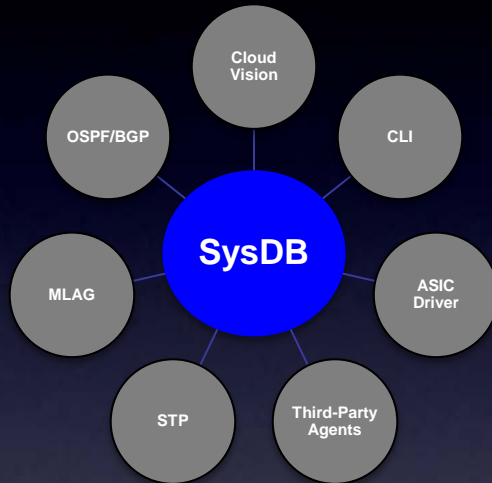 Cloud
Vision
OSPF/BGP
CLI
SysDB
MLAG
ASIC
Driver
STP
Third-Party
Agents